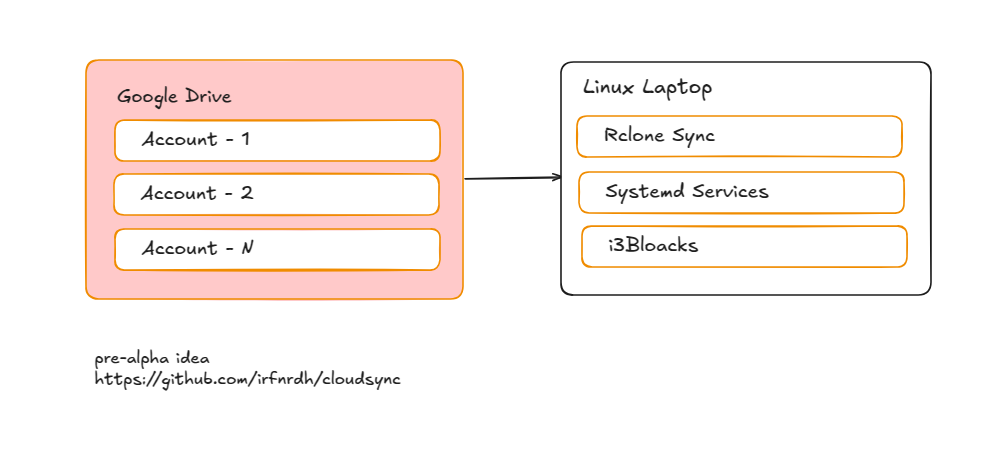 Google Drive
Account - 1
Account - 2
Account - N
Linux Laptop
Rclone Sync
Systemd Services
i3Bloacks
pre-alpha idea
https://github.com/irfnrdh/cloudsync